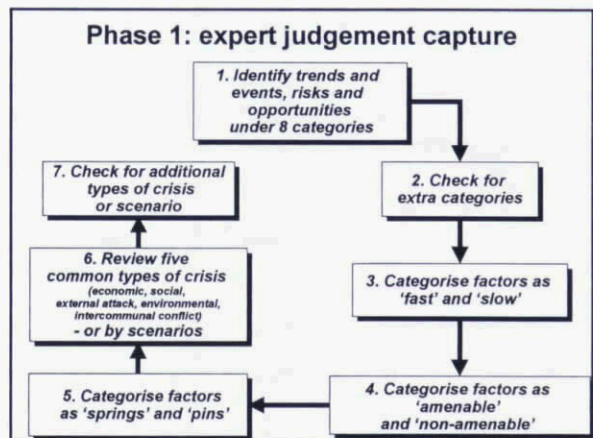 Phase 1: expert judgement capture
1. Identify trends and
events, risks and
opportunities
under 8 categories
2. Check for
extra categories
3. Categorise factors as
‘fast’ and ‘slow’
4. Categorise factors as
‘amenable’
and ‘non-amenable’
5. Categorise factors
as ‘springs’ and ‘pins’
6. Review five
common types of crisis
(economic, social,
external attack, environmental,
intercommunal conflict)
- or by scenarios
7. Check for additional
types of crisis
or scenario